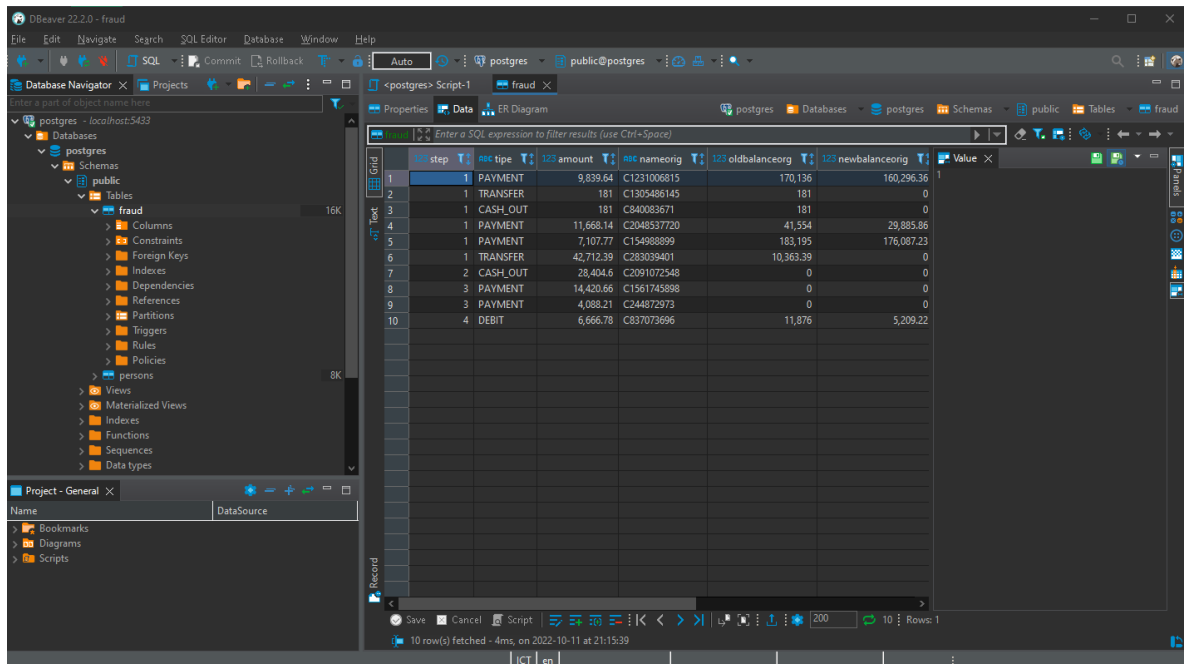 DBeaver 22.2.0 - fraud
File Edit Navigate Search SQL Editor Database Window Help
SQL Commit Rollback Auto postgres public@postgres
Database Navigator Projects
Enter a part of object name here
postgres - localhost:5433
Databases
postgres
Schemas
public
Tables
fraud 16K
Columns
Constraints
Foreign Keys
Indexes
Dependencies
References
Partitions
Triggers
Rules
Policies
persons 8K
Views
Materialized Views
Indexes
Functions
Sequences
Data types
Project - General
Name DataSource
Bookmarks
Diagrams
Scripts
<postgres> Script-1 fraud
Properties Data ER Diagram postgres Databases postgres Schemas public Tables fraud
fraud Enter a SQL expression to filter results (use Ctrl+Space)
Grid
Text
Record
123 step ABC tipe 123 amount ABC nameorig 123 oldbalanceorg 123 newbalanceorig
1 1 PAYMENT 9,839.64 C1231006815 170,136 160,296.36
2 1 TRANSFER 181 C1305486145 181 0
3 1 CASH_OUT 181 C840083671 181 0
4 1 PAYMENT 11,668.14 C2048537720 41,554 29,885.86
5 1 PAYMENT 7,107.77 C154988899 183,195 176,087.23
6 1 TRANSFER 42,712.39 C283039401 10,363.39 0
7 2 CASH_OUT 28,404.6 C2091072548 0 0
8 3 PAYMENT 14,420.66 C1561745898 0 0
9 3 PAYMENT 4,088.21 C244872973 0 0
10 4 DEBIT 6,666.78 C837073696 11,876 5,209.22
Value
1
Panels
Save Cancel Script 200 10 Rows: 1
10 row(s) fetched - 4ms, on 2022-10-11 at 21:15:39
ICT en